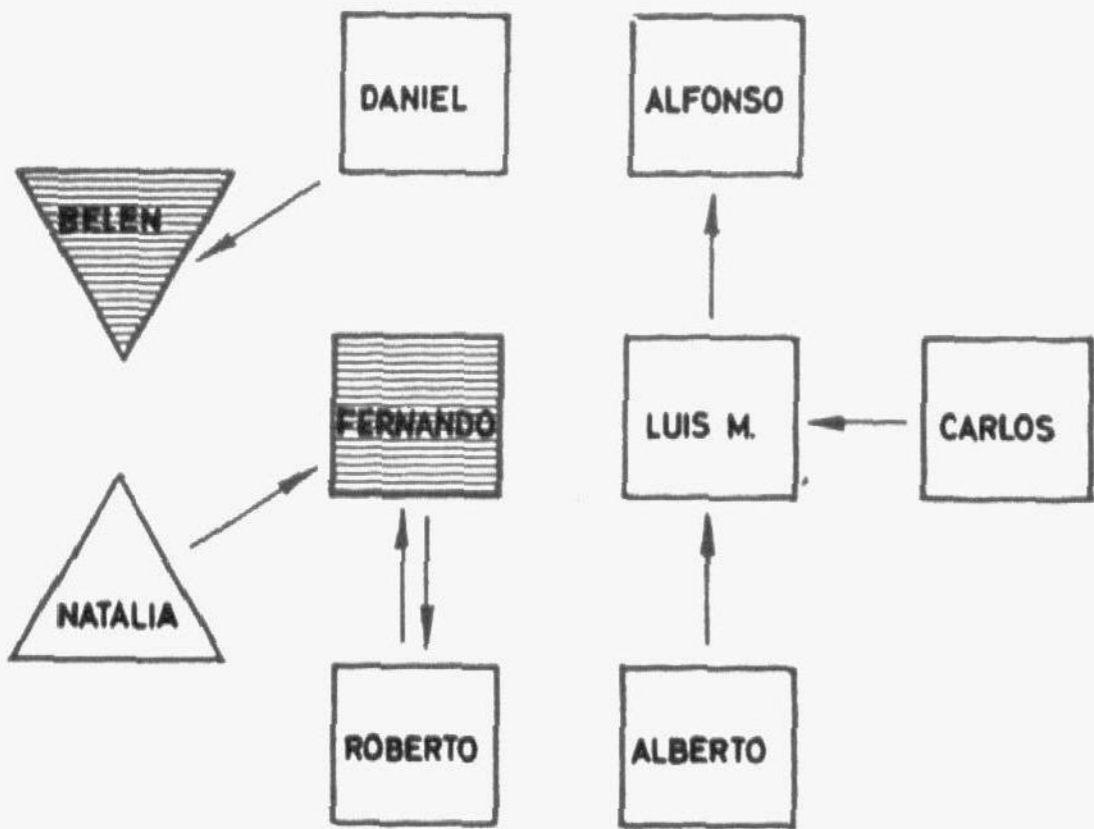 DANIEL
ALFONSO
BELEN
FERNANDO
LUIS M.
CARLOS
NATALIA
ROBERTO
ALBERTO